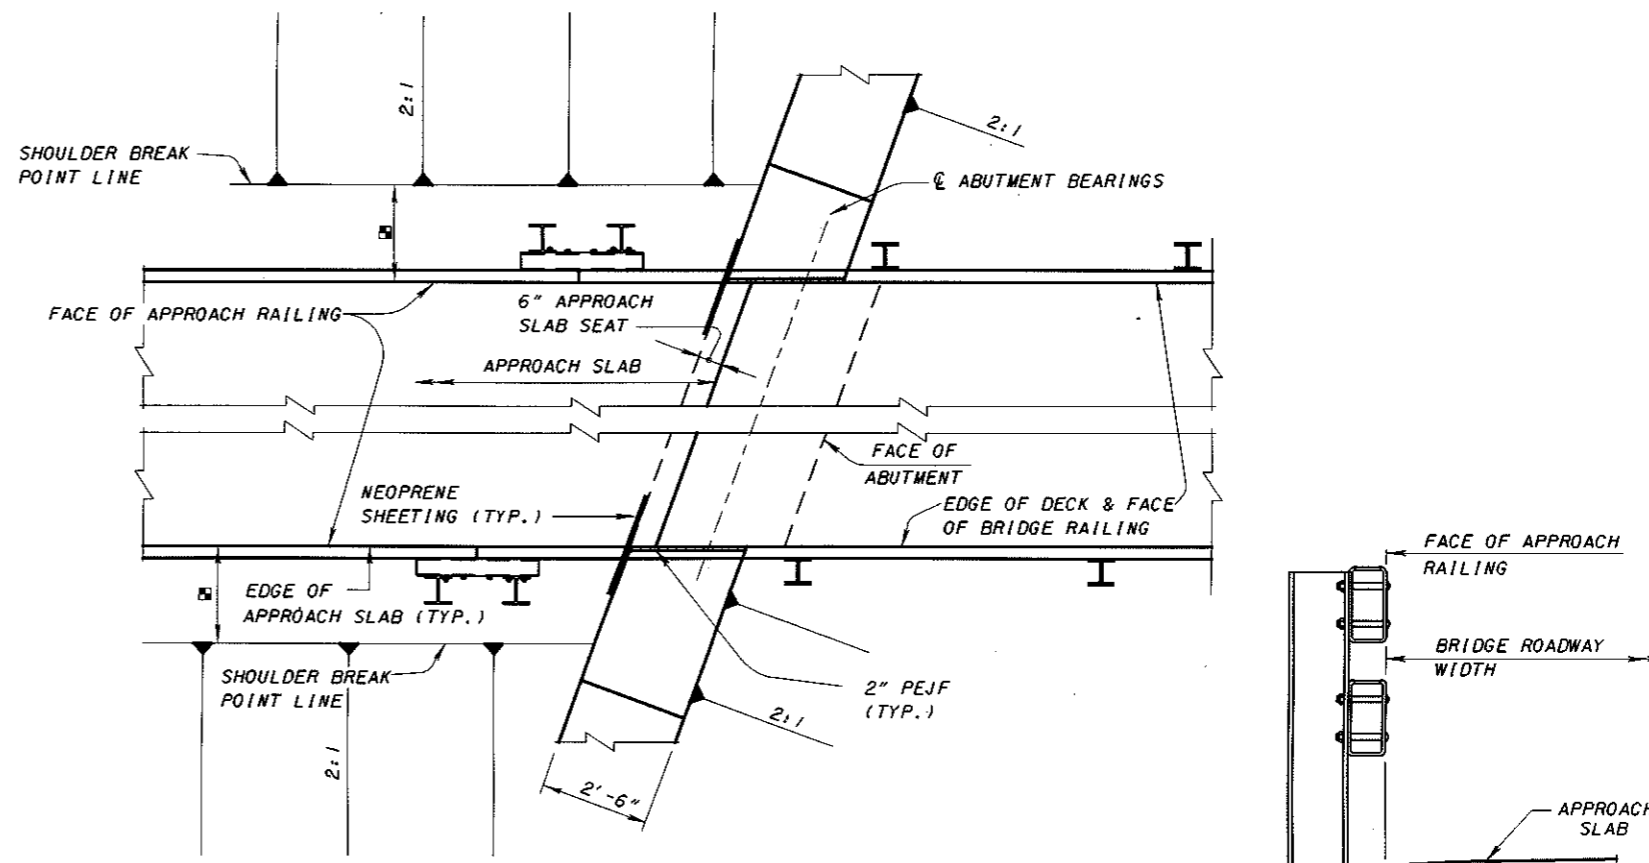 2:1
2:1
SHOULDER BREAK
POINT LINE
℄ ABUTMENT BEARINGS
6" APPROACH
SLAB SEAT
FACE OF APPROACH RAILING
APPROACH SLAB
FACE OF
ABUTMENT
NEOPRENE
SHEETING (TYP.)
EDGE OF DECK & FACE
OF BRIDGE RAILING
FACE OF APPROACH
RAILING
EDGE OF
APPROACH SLAB (TYP.)
BRIDGE ROADWAY
WIDTH
SHOULDER BREAK
POINT LINE
2" PEJF
(TYP.)
2:1
2:1
2'-6"
APPROACH
SLAB